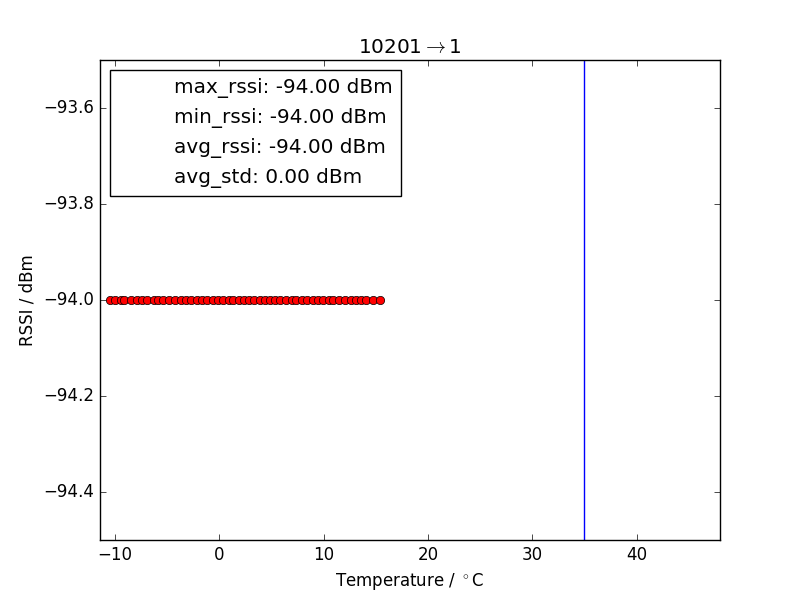 10201→1
max_rssi: -94.00 dBm
min_rssi: -94.00 dBm
avg_rssi: -94.00 dBm
avg_std: 0.00 dBm
−93.6
−93.8
−94.0
−94.2
−94.4
RSSI / dBm
−10 0 10 20 30 40
Temperature / °C